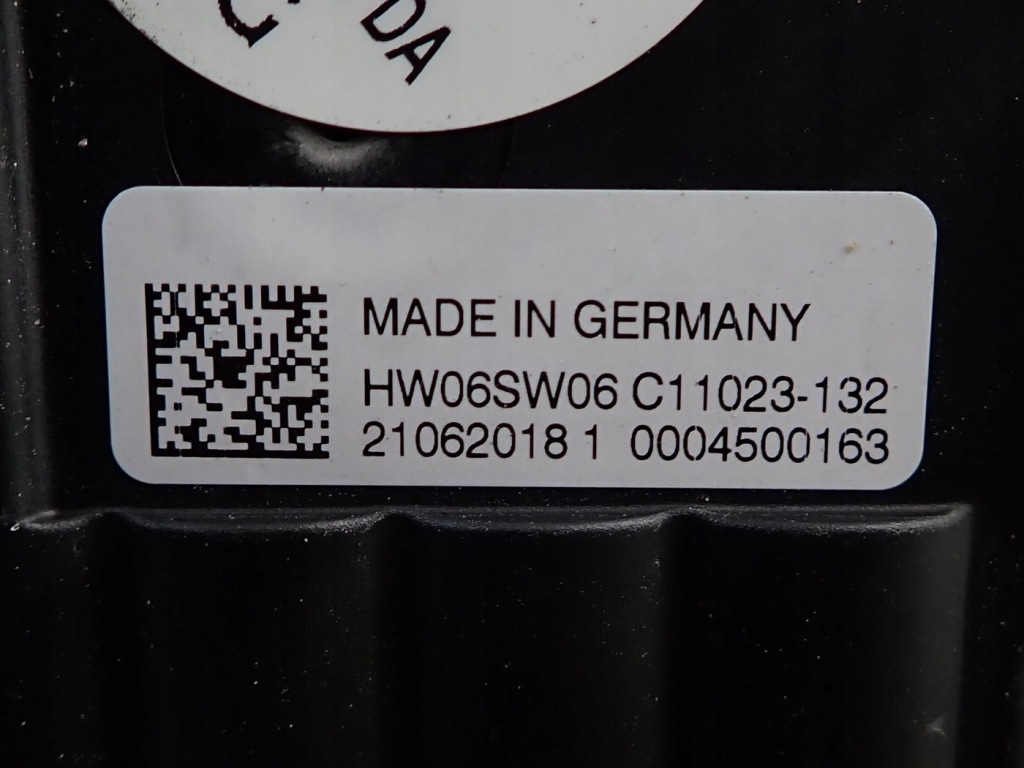 DA
MADE IN GERMANY
HW06SW06 C11023-132
21062018 1 0004500163